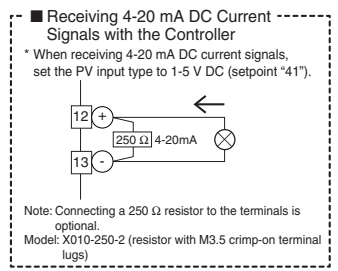 ■ Receiving 4-20 mA DC Current
Signals with the Controller
* When receiving 4-20 mA DC current signals,
set the PV input type to 1-5 V DC (setpoint “41”).
12 +
250 Ω 4-20mA
13 -
Note: Connecting a 250 Ω resistor to the terminals is
optional.
Model: X010-250-2 (resistor with M3.5 crimp-on terminal
lugs)